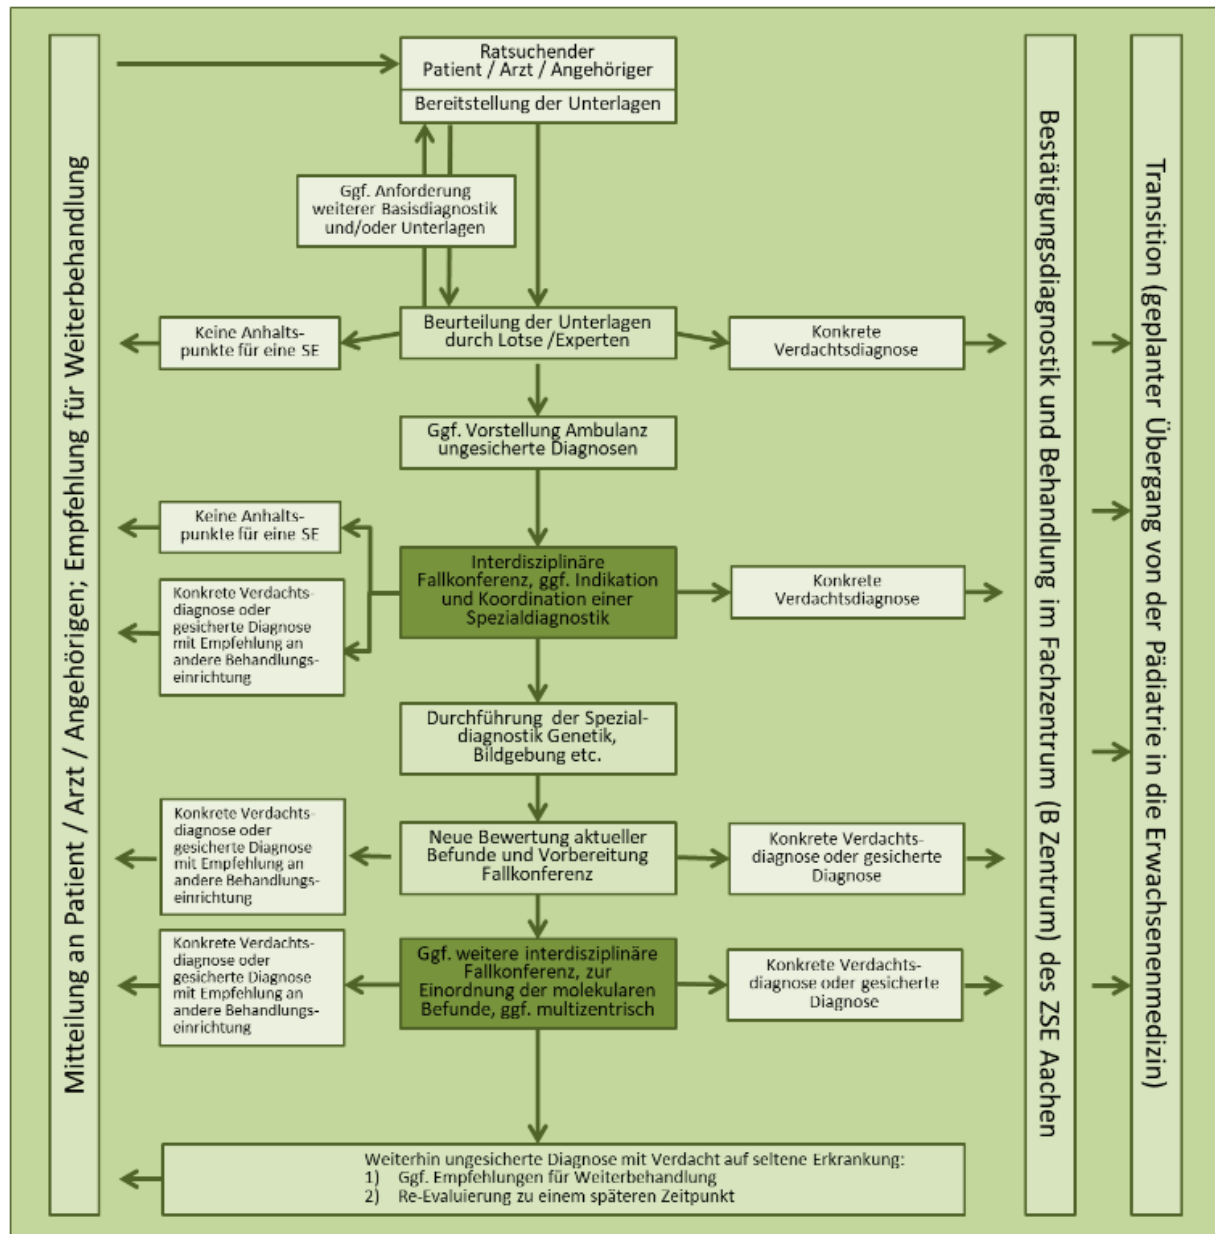 Mitteilung an Patient / Arzt / Angehörigen; Empfehlung für Weiterbehandlung
Ratsuchender
Patient / Arzt / Angehöriger
Bereitstellung der Unterlagen
Ggf. Anforderung
weiterer Basisdiagnostik
und/oder Unterlagen
Keine Anhalts-
punkte für eine SE
Beurteilung der Unterlagen
durch Lotse /Experten
Konkrete
Verdachtsdiagnose
Ggf. Vorstellung Ambulanz
ungesicherte Diagnosen
Keine Anhalts-
punkte für eine SE
Konkrete Verdachts-
diagnose oder
gesicherte Diagnose
mit Empfehlung an
andere Behandlungs-
einrichtung
Interdisziplinäre
Fallkonferenz, ggf. Indikation
und Koordination einer
Spezialdiagnostik
Konkrete
Verdachtsdiagnose
Durchführung der Spezial-
diagnostik Genetik,
Bildgebung etc.
Konkrete Verdachts-
diagnose oder
gesicherte Diagnose
mit Empfehlung an
andere Behandlungs-
einrichtung
Neue Bewertung aktueller
Befunde und Vorbereitung
Fallkonferenz
Konkrete Verdachts-
diagnose oder gesicherte
Diagnose
Konkrete Verdachts-
diagnose oder
gesicherte Diagnose
mit Empfehlung an
andere Behandlungs-
einrichtung
Ggf. weitere interdisziplinäre
Fallkonferenz, zur
Einordnung der molekularen
Befunde, ggf. multizentrisch
Konkrete Verdachts-
diagnose oder gesicherte
Diagnose
Weiterhin ungesicherte Diagnose mit Verdacht auf seltene Erkrankung:
1) Ggf. Empfehlungen für Weiterbehandlung
2) Re-Evaluierung zu einem späteren Zeitpunkt
Bestätigungsdiagnostik und Behandlung im Fachzentrum (B Zentrum) des ZSE Aachen
Transition (geplanter Übergang von der Pädiatrie in die Erwachsenenmedizin)